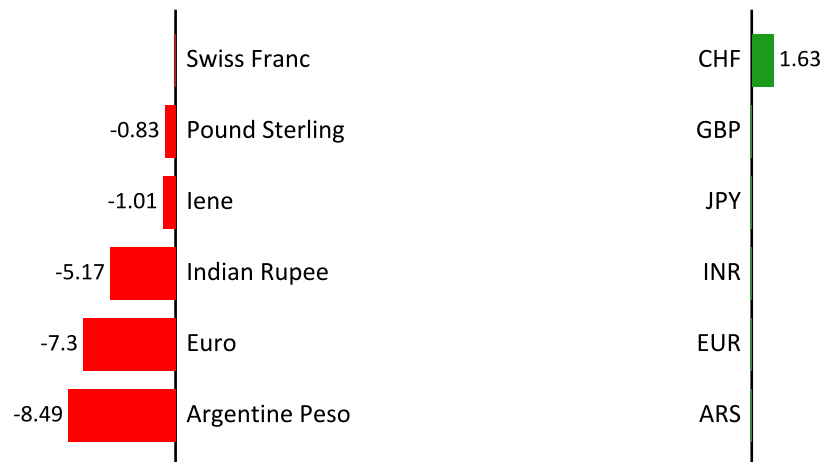 Swiss Franc CHF 1.63
-0.83 Pound Sterling GBP
-1.01 Iene JPY
-5.17 Indian Rupee INR
-7.3 Euro EUR
-8.49 Argentine Peso ARS